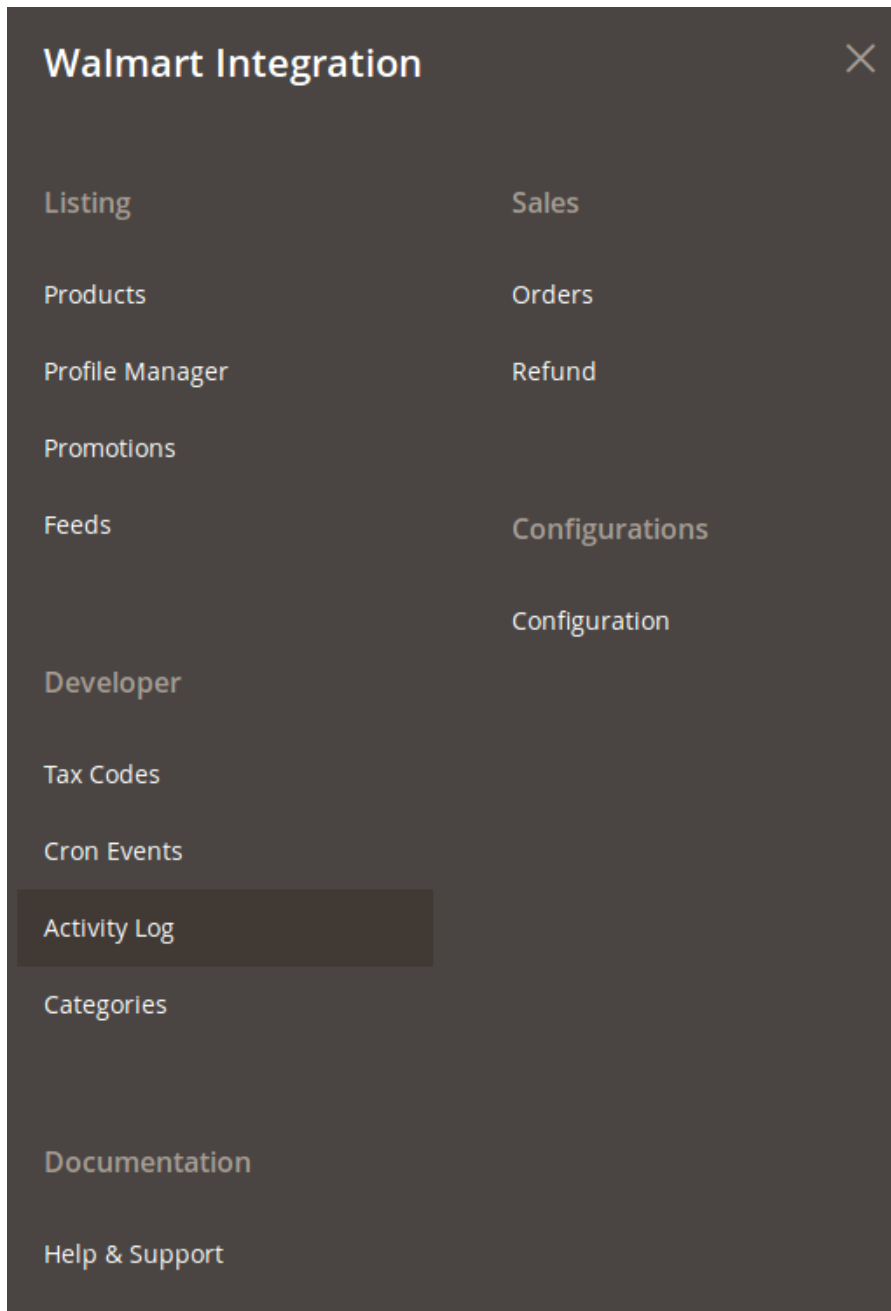 Walmart Integration
Listing
Products
Profile Manager
Promotions
Feeds
Developer
Tax Codes
Cron Events
Activity Log
Categories
Documentation
Help & Support
Sales
Orders
Refund
Configurations
Configuration